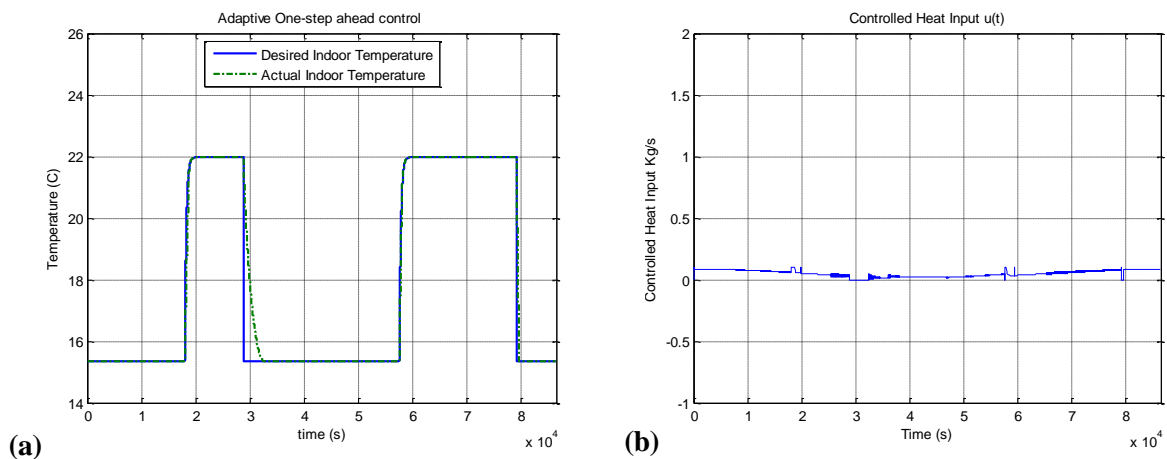 Adaptive One-step ahead control
26
24
22
20
18
16
14
Temperature (C)
Desired Indoor Temperature
Actual Indoor Temperature
0 1 2 3 4 5 6 7 8
x 10^4
time (s)
(a)
Controlled Heat Input u(t)
2
1.5
1
0.5
0
-0.5
-1
Controlled Heat Input Kg/s
0 1 2 3 4 5 6 7 8
x 10^4
Time (s)
(b)